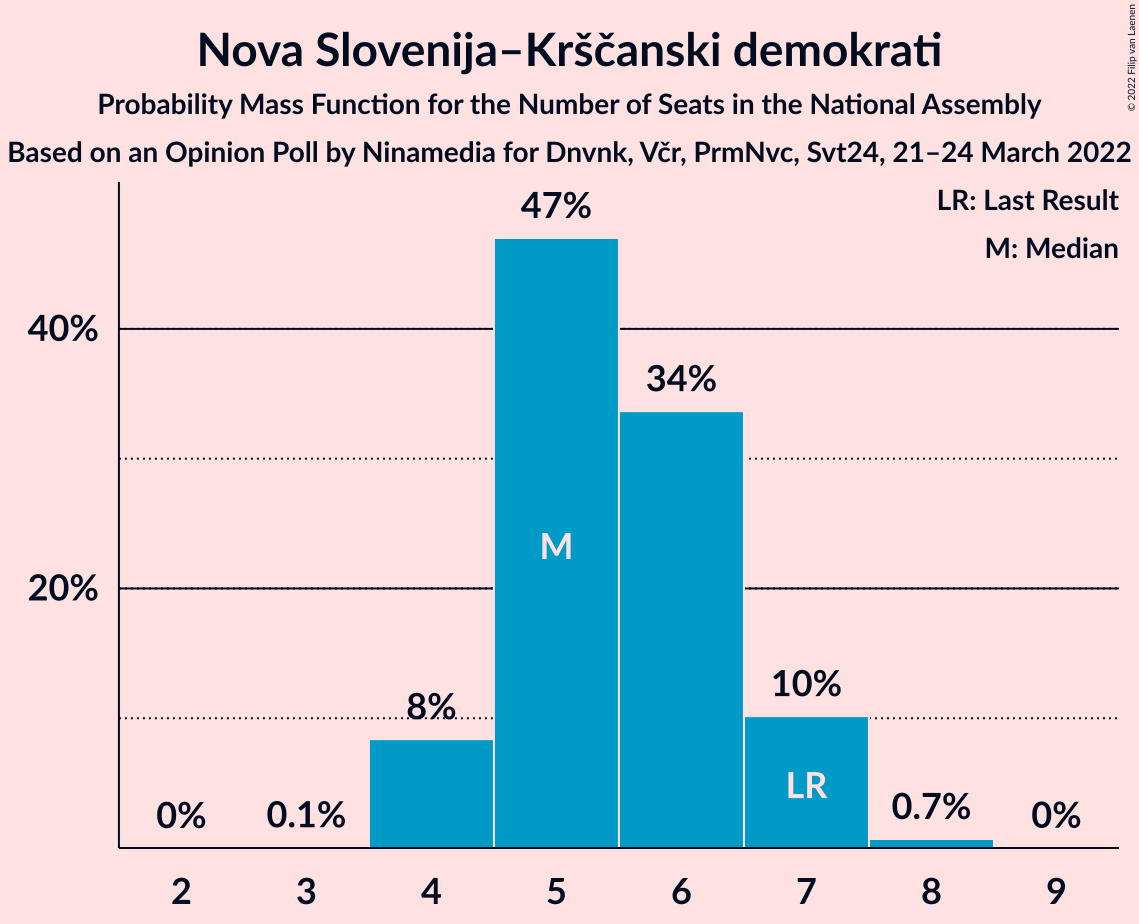 Nova Slovenija–Krščanski demokrati
Probability Mass Function for the Number of Seats in the National Assembly
Based on an Opinion Poll by Ninamedia for Dnvnk, Včr, PrmNvc, Svt24, 21–24 March 2022
© 2022 Filip van Laenen
LR: Last Result
M: Median
47%
40%
34%
M
20%
10%
8%
LR
0%
0.1%
0.7%
0%
2 3 4 5 6 7 8 9